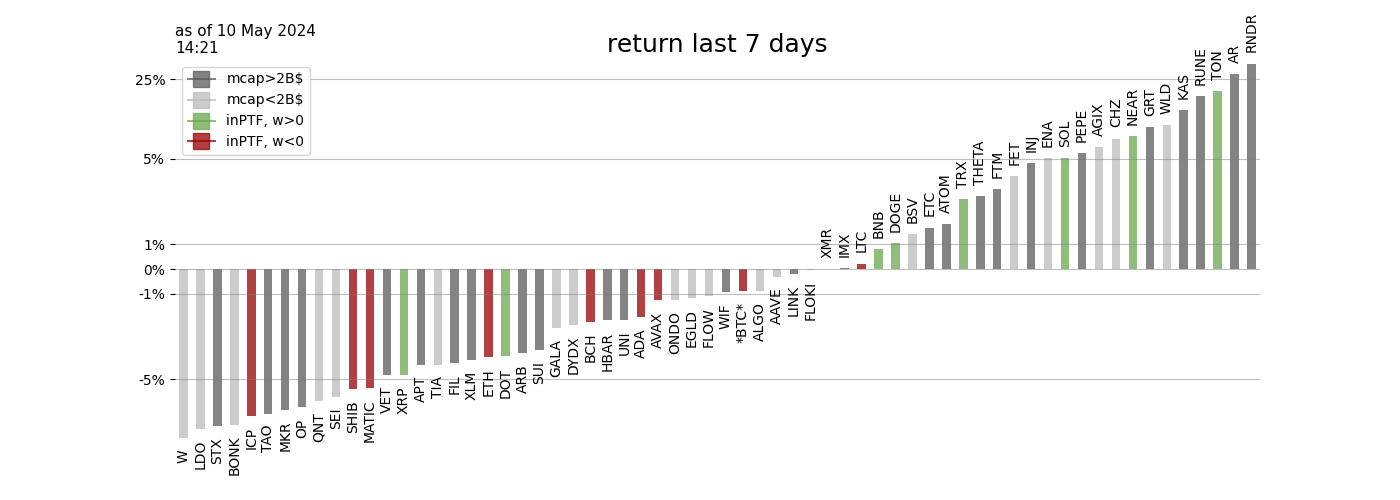 as of 10 May 2024
14:21
return last 7 days
mcap>2B$
mcap<2B$
inPTF, w>0
inPTF, w<0
25%
5%
1%
0%
-1%
-5%
W
LDO
STX
BONK
ICP
TAO
MKR
OP
QNT
SEI
SHIB
MATIC
VET
XRP
APT
TIA
FIL
XLM
ETH
DOT
ARB
SUI
GALA
DYDX
BCH
HBAR
UNI
ADA
AVAX
ONDO
EGLD
FLOW
WIF
*BTC*
ALGO
AAVE
LINK
FLOKI
XMR
IMX
LTC
BNB
DOGE
BSV
ETC
ATOM
TRX
THETA
FTM
FET
INJ
ENA
SOL
PEPE
AGIX
CHZ
NEAR
GRT
WLD
KAS
RUNE
TON
AR
RNDR